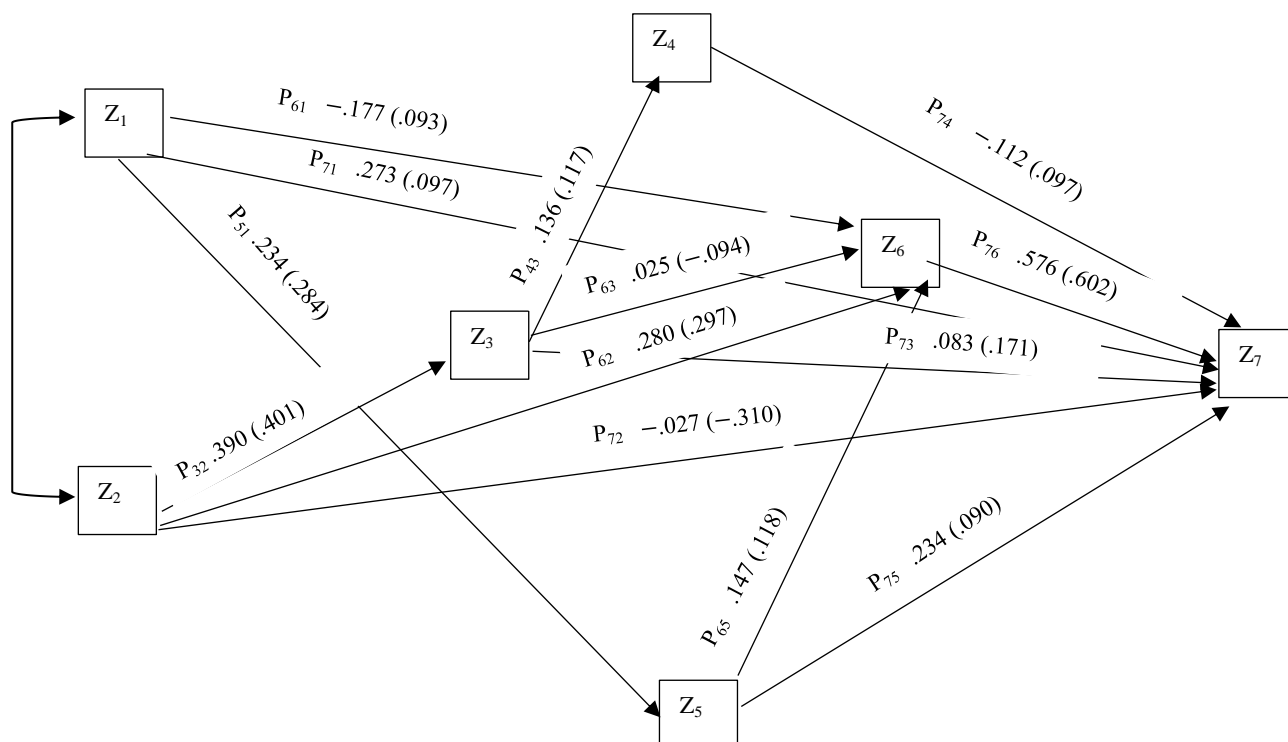 Z₄
Z₁
P₆₁ −.177 (.093)
P₇₄ −.112 (.097)
P₇₁ .273 (.097)
P₄₃ .136 (.117)
P₅₁ .234 (.284)
Z₆
P₇₆ .576 (.602)
P₆₃ .025 (−.094)
Z₃
P₆₂ .280 (.297)
P₇₃ .083 (.171)
Z₇
P₃₂ .390 (.401)
P₇₂ −.027 (−.310)
Z₂
P₆₅ .147 (.118)
P₇₅ .234 (.090)
Z₅